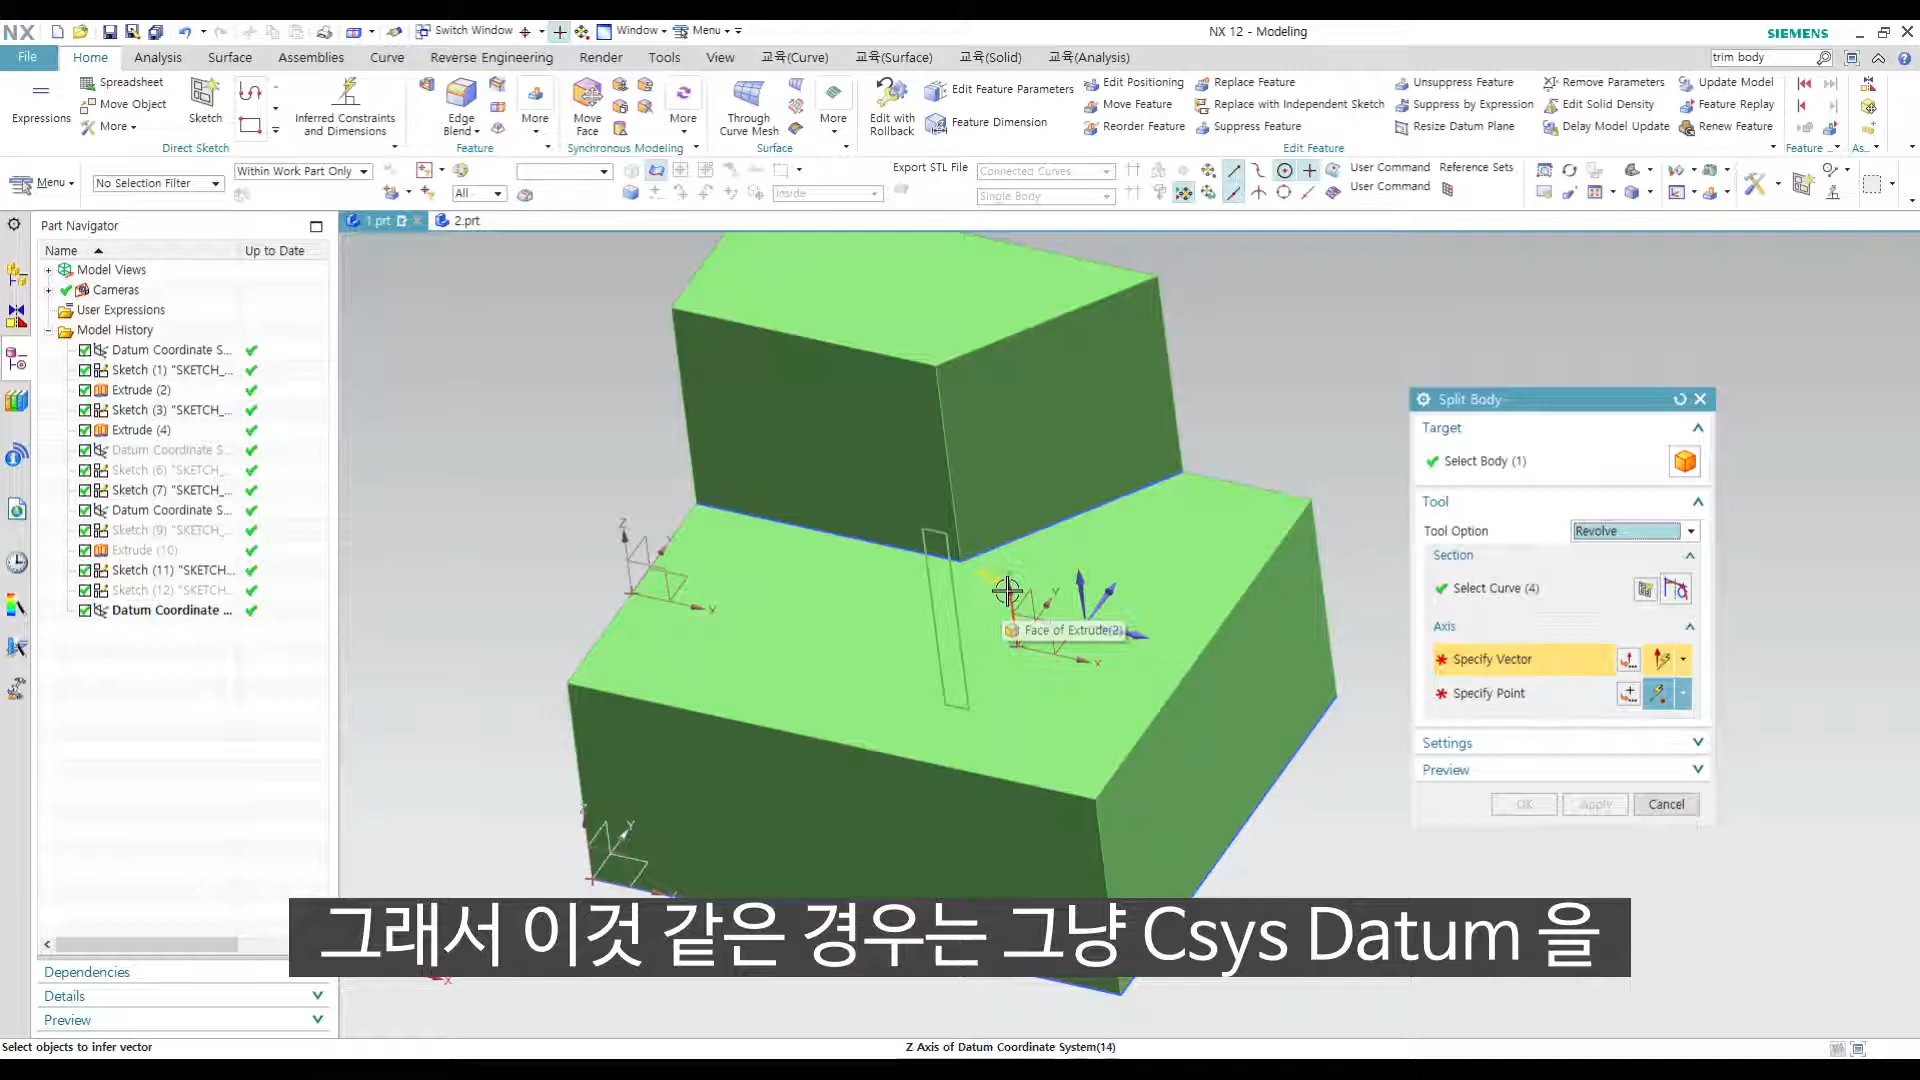 NX
Switch Window
Window
Menu
NX 12 - Modeling
SIEMENS
File
Home
Analysis
Surface
Assemblies
Curve
Reverse Engineering
Render
Tools
View
교육(Curve)
교육(Surface)
교육(Solid)
교육(Analysis)
trim body
Expressions
Spreadsheet
Move Object
More
Sketch
Direct Sketch
Inferred Constraints
and Dimensions
Edge
Blend
More
Feature
Move
Face
More
Synchronous Modeling
Through
Curve Mesh
More
Surface
Edit with
Rollback
Edit Feature Parameters
Feature Dimension
Edit Positioning
Move Feature
Reorder Feature
Replace Feature
Replace with Independent Sketch
Suppress Feature
Unsuppress Feature
Suppress by Expression
Resize Datum Plane
Remove Parameters
Edit Solid Density
Delay Model Update
Update Model
Feature Replay
Renew Feature
Edit Feature
Feature ..
As...
Menu
No Selection Filter
Within Work Part Only
All
Inside
Export STL File
Connected Curves
Single Body
User Command
User Command
Reference Sets
Part Navigator
Name
Up to Date
Model Views
Cameras
User Expressions
Model History
Datum Coordinate S...
Sketch (1) "SKETCH_...
Extrude (2)
Sketch (3) "SKETCH_...
Extrude (4)
Datum Coordinate S...
Sketch (6) "SKETCH_...
Sketch (7) "SKETCH_...
Datum Coordinate S...
Sketch (9) "SKETCH_...
Extrude (10)
Sketch (11) "SKETCH...
Sketch (12) "SKETCH...
Datum Coordinate ...
Dependencies
Details
Preview
1.prt
2.prt
Z
Y
Y
X
Y
X
Face of Extrude(2)
Split Body
Target
Select Body (1)
Tool
Tool Option
Revolve
Section
Select Curve (4)
Axis
Specify Vector
Specify Point
Settings
Preview
OK
Apply
Cancel
그래서 이것 같은 경우는 그냥 Csys Datum 을
Select objects to infer vector
Z Axis of Datum Coordinate System(14)